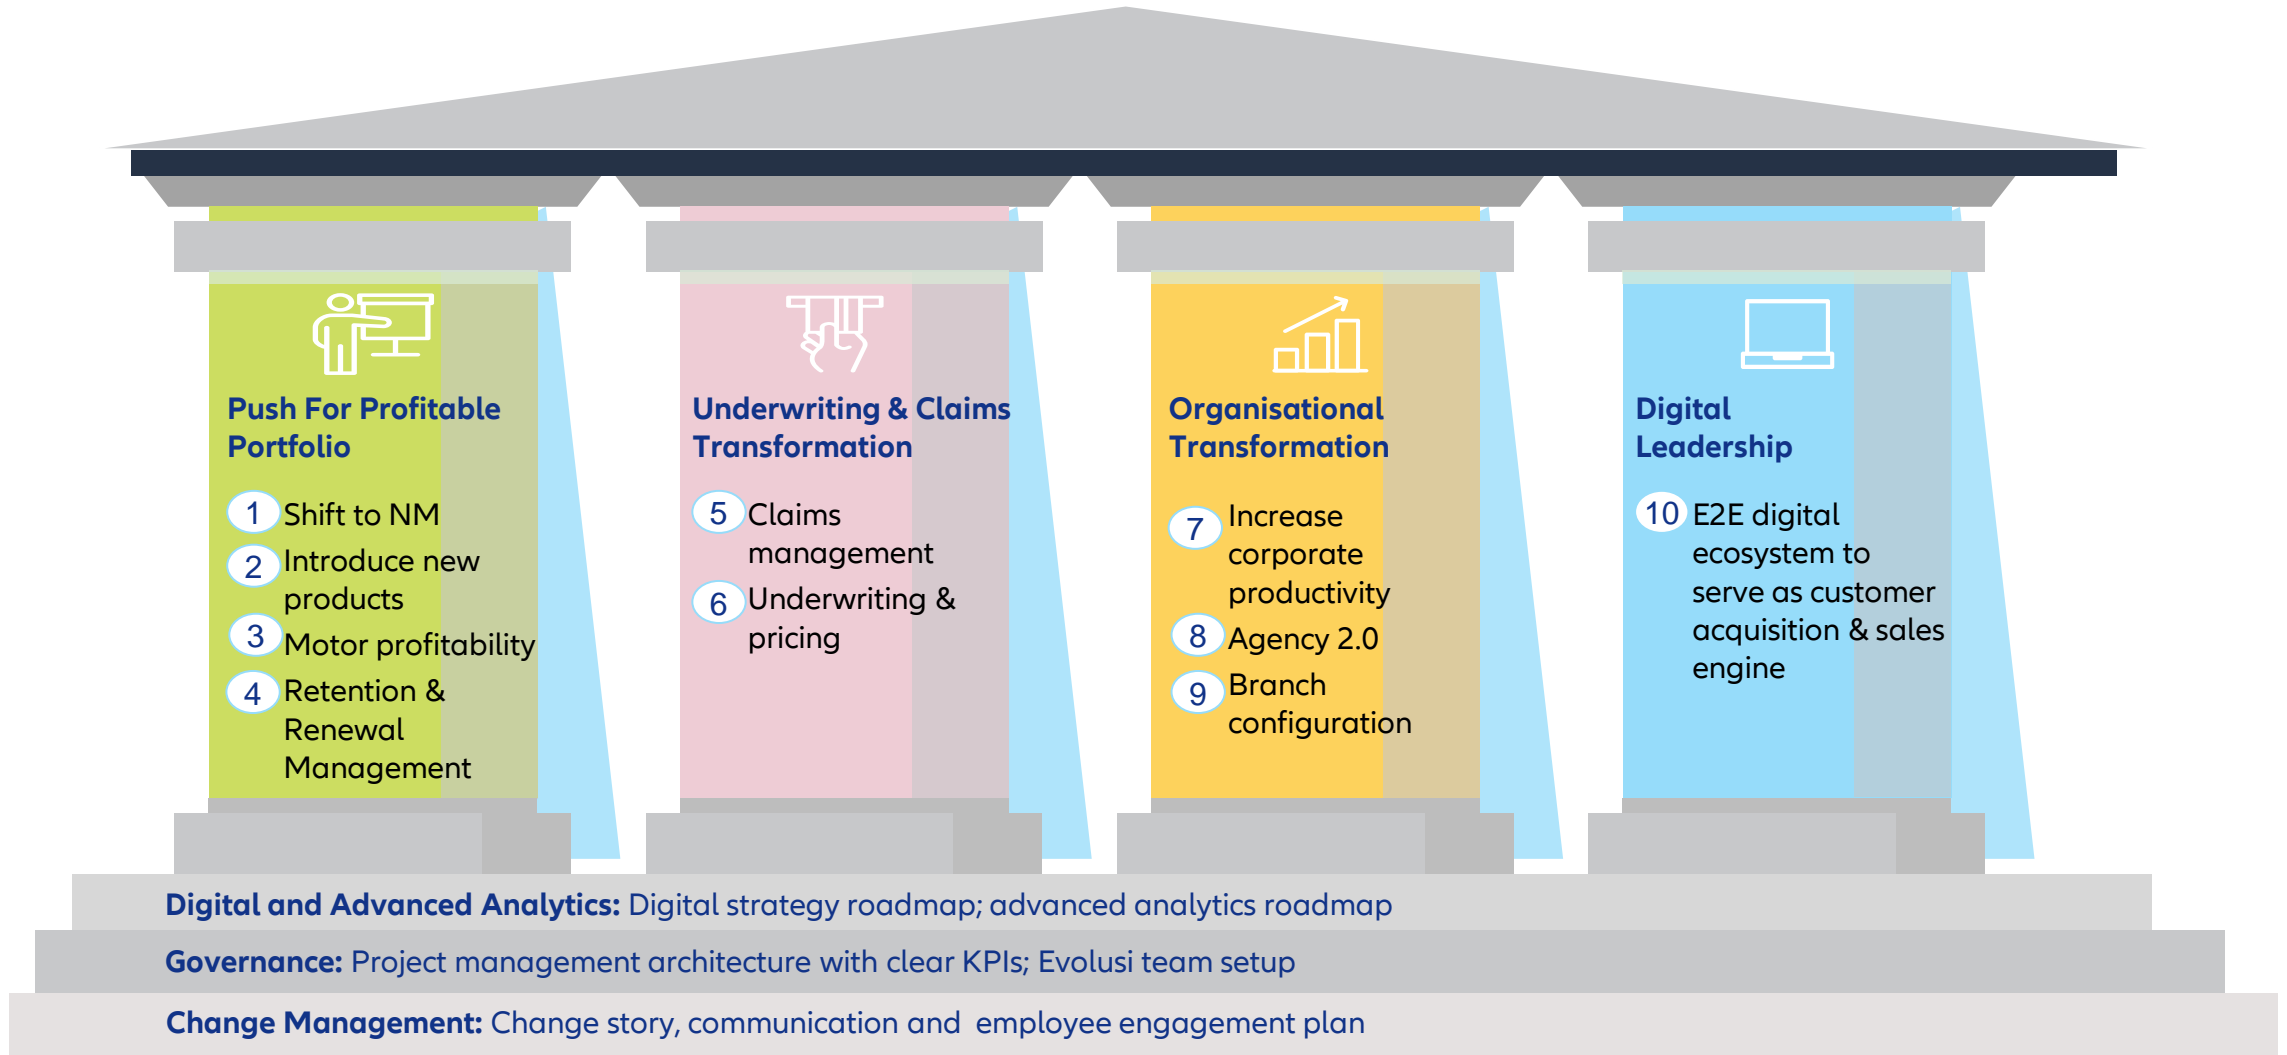 Push For Profitable
Portfolio
1 Shift to NM
2 Introduce new
products
3 Motor profitability
4 Retention &
Renewal
Management
Underwriting & Claims
Transformation
5 Claims
management
6 Underwriting &
pricing
Organisational
Transformation
7 Increase
corporate
productivity
8 Agency 2.0
9 Branch
configuration
Digital
Leadership
10 E2E digital
ecosystem to
serve as customer
acquisition & sales
engine
Digital and Advanced Analytics: Digital strategy roadmap; advanced analytics roadmap
Governance: Project management architecture with clear KPIs; Evolusi team setup
Change Management: Change story, communication and employee engagement plan